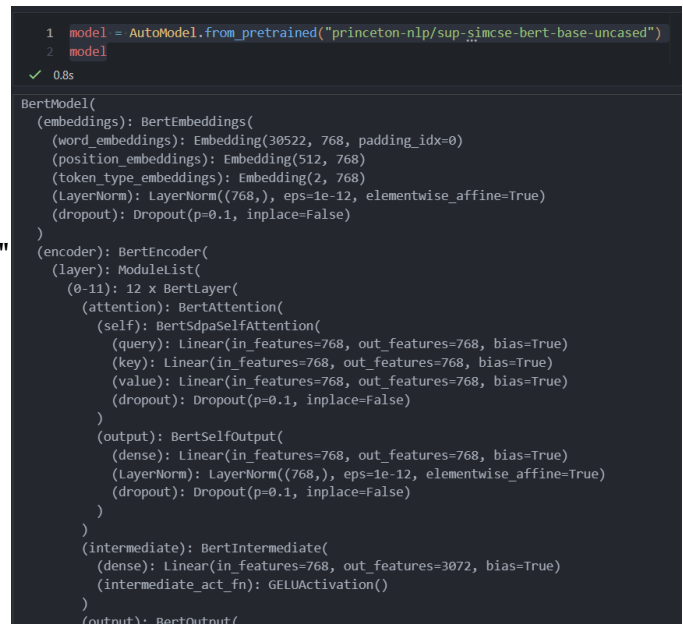 1 model = AutoModel.from_pretrained("princeton-nlp/sup-simcse-bert-base-uncased")
2 model
✓ 0.8s
BertModel(
  (embeddings): BertEmbeddings(
    (word_embeddings): Embedding(30522, 768, padding_idx=0)
    (position_embeddings): Embedding(512, 768)
    (token_type_embeddings): Embedding(2, 768)
    (LayerNorm): LayerNorm((768,), eps=1e-12, elementwise_affine=True)
    (dropout): Dropout(p=0.1, inplace=False)
  )
"
  (encoder): BertEncoder(
    (layer): ModuleList(
      (0-11): 12 x BertLayer(
        (attention): BertAttention(
          (self): BertSdpaSelfAttention(
            (query): Linear(in_features=768, out_features=768, bias=True)
            (key): Linear(in_features=768, out_features=768, bias=True)
            (value): Linear(in_features=768, out_features=768, bias=True)
            (dropout): Dropout(p=0.1, inplace=False)
          )
          (output): BertSelfOutput(
            (dense): Linear(in_features=768, out_features=768, bias=True)
            (LayerNorm): LayerNorm((768,), eps=1e-12, elementwise_affine=True)
            (dropout): Dropout(p=0.1, inplace=False)
          )
        )
        (intermediate): BertIntermediate(
          (dense): Linear(in_features=768, out_features=3072, bias=True)
          (intermediate_act_fn): GELUActivation()
        )
        (output): BertOutput(